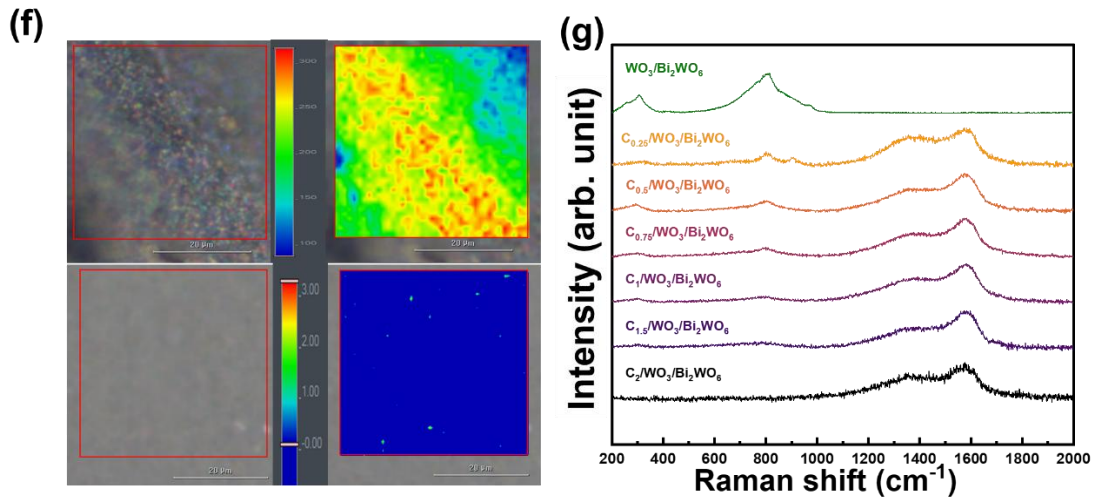 (f)
300
250
200
150
100
20 μm
20 μm
3.00
2.00
1.00
-0.00
20 μm
20 μm
(g)
WO₃/Bi₂WO₆
C₀.₂₅/WO₃/Bi₂WO₆
C₀.₅/WO₃/Bi₂WO₆
C₀.₇₅/WO₃/Bi₂WO₆
C₁/WO₃/Bi₂WO₆
C₁.₅/WO₃/Bi₂WO₆
C₂/WO₃/Bi₂WO₆
Intensity (arb. unit)
200 400 600 800 1000 1200 1400 1600 1800 2000
Raman shift (cm⁻¹)